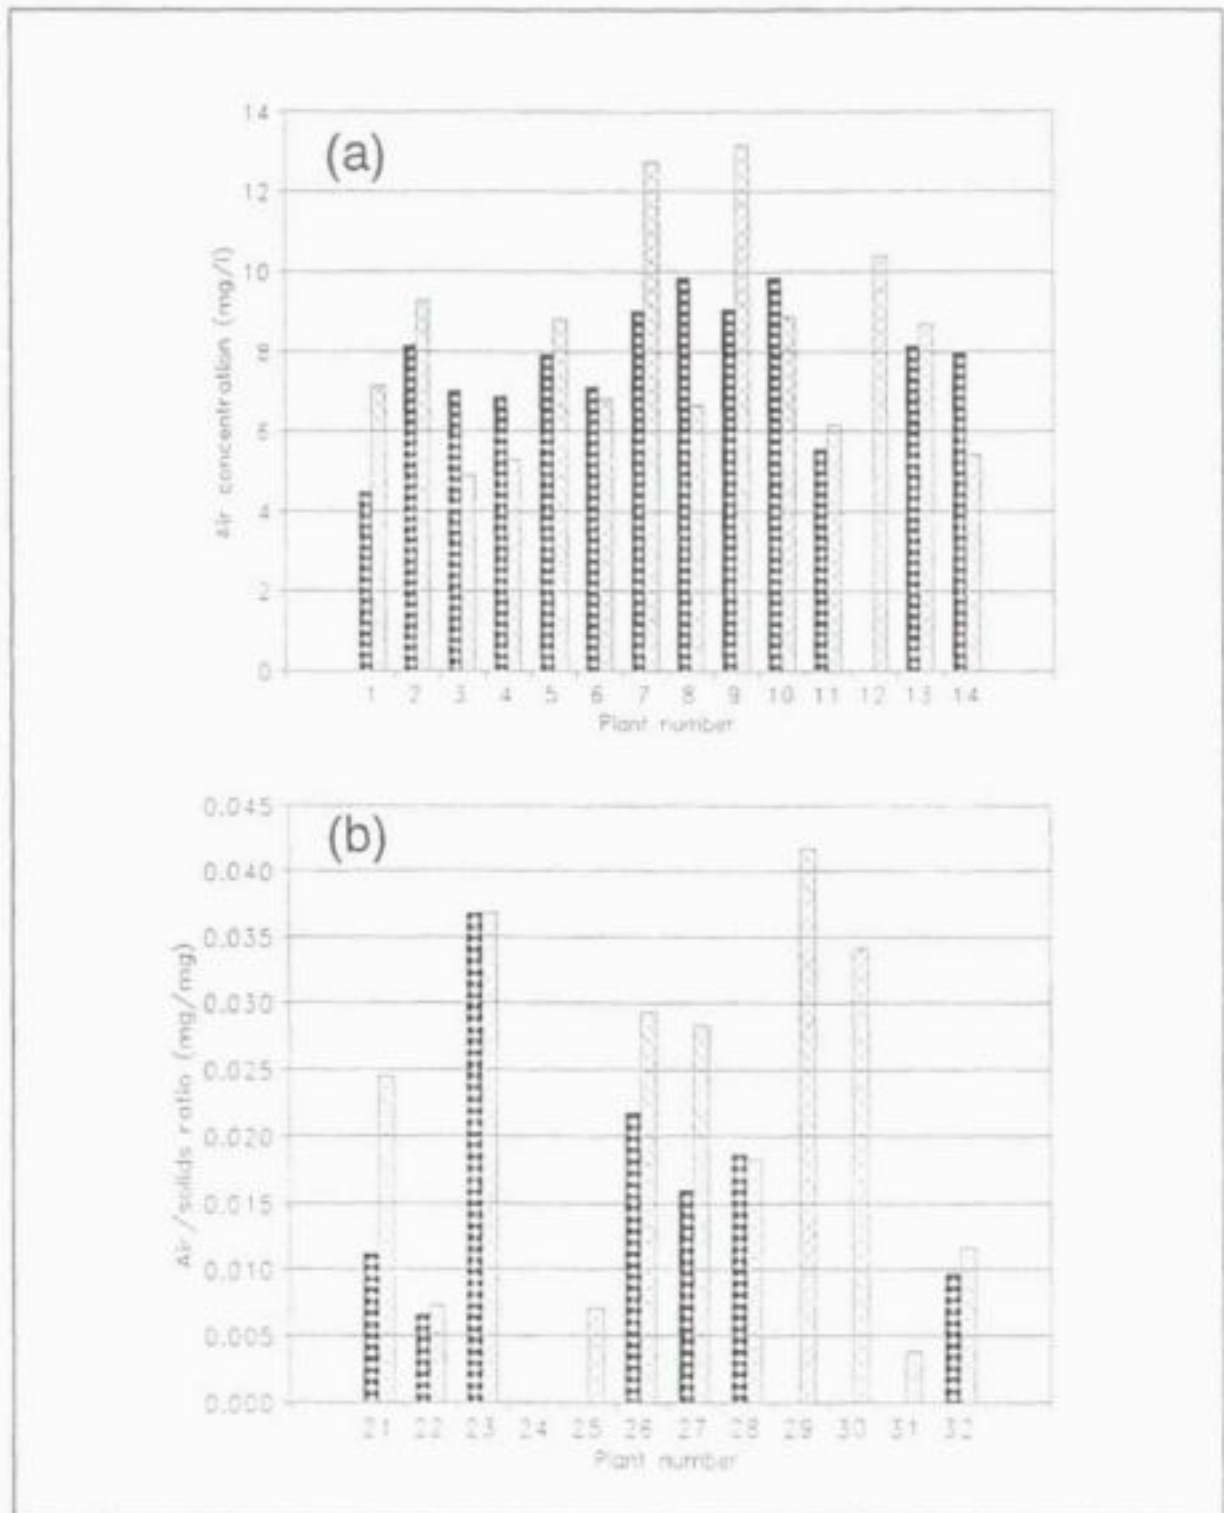 (a)
14
12
10
8
6
4
2
0
Air concentration (mg/l)
1 2 3 4 5 6 7 8 9 10 11 12 13 14
Plant number
(b)
0.045
0.040
0.035
0.030
0.025
0.020
0.015
0.010
0.005
0.000
Air/solids ratio (mg/mg)
21 22 23 24 25 26 27 28 29 30 31 32
Plant number